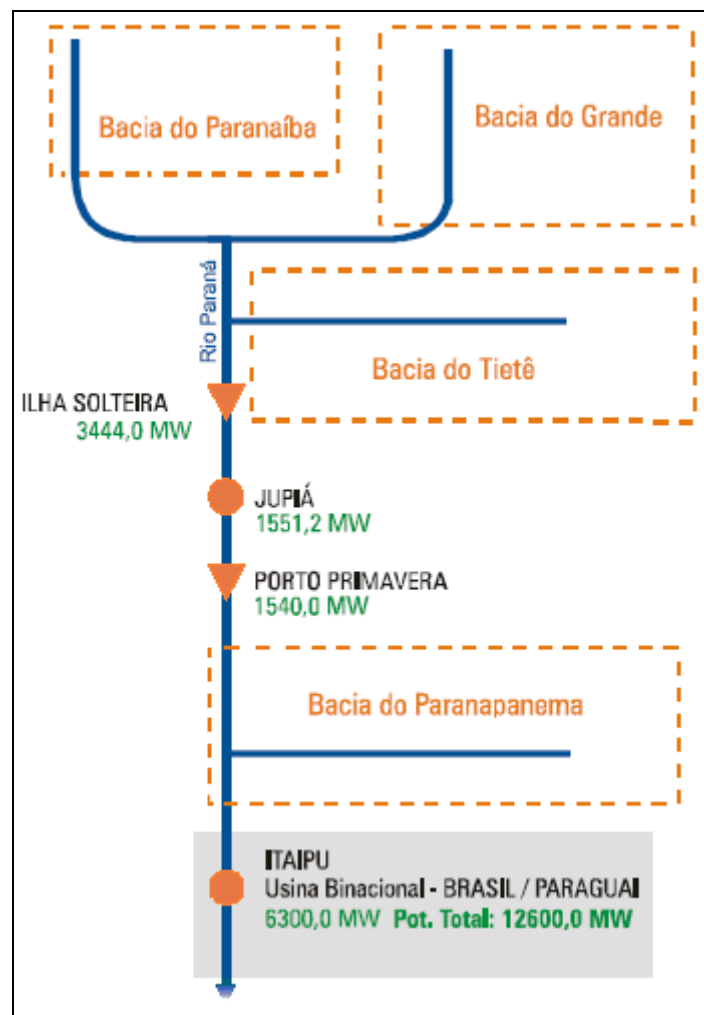 Bacia do Paranaíba
Bacia do Grande
Rio Paraná
Bacia do Tietê
ILHA SOLTEIRA
3444,0 MW
JUPIÁ
1551,2 MW
PORTO PRIMAVERA
1540,0 MW
Bacia do Paranapanema
ITAIPU
Usina Binacional - BRASIL / PARAGUAI
6300,0 MW Pot. Total: 12600,0 MW